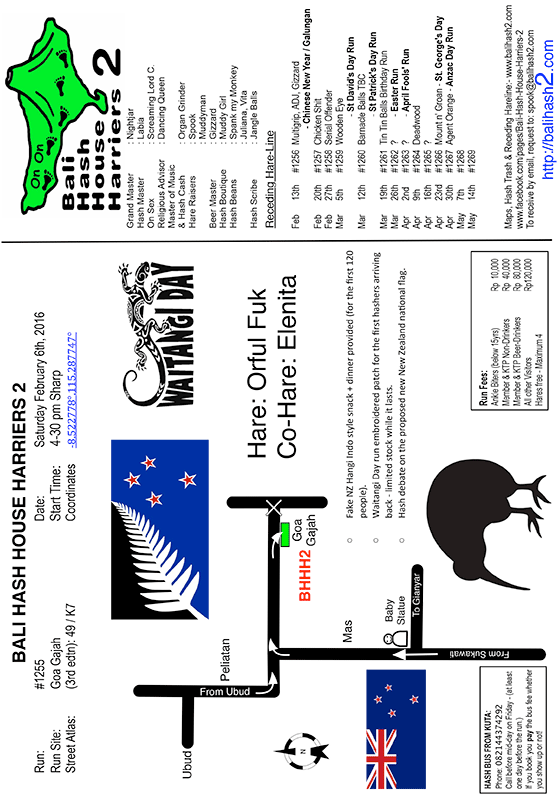 BALI HASH HOUSE HARRIERS 2
Run: #1255
Run Site: Goa Gajah
Street Alias: (3rd edtn): 49 / K7
Date: Saturday February 6th, 2016
Start Time: 4-30 pm Sharp
Coordinates -8.522778° 115.287747°
WAITANGI DAY
Hare: Orful Fuk
Co-Hare: Elenita
Ubud
From Ubud
Peliatan
BHHH2
Goa
Gajah
Mas
Baby
Statue
To Gianyar
From Sukawati
N
○ Fake NZ Hangi Indo style snack + dinner provided (for the first 120
people).
○ Waitangi Day run embroidered patch for the first hashers arriving
back - limited stock while it lasts.
○ Hash debate on the proposed new New Zealand national flag.
HASH BUS FROM KUTA:
Phone: 082144374292
Call before mid-day on Friday - (at least
one day before the run.)
If you book you pay the bus fee whether
you show up or not
Run Fees:
Ankle Biters (below 15yrs) Rp 10,000
Member & KTP Non-Drinkers Rp 40,000
Member & KTP Beer-Drinkers Rp 80,000
All other Visitors Rp120,000
Hares free - Maximum 4
On On
Bali
Hash
House
Harriers 2
Grand Master Nightjar
Hash Master Labia
On Sex Screaming Lord C.
Religious Advisor Dancing Queen
Master of Music
& Hash Cash Organ Grinder
Hare Raisers Spook
Muddyman
Beer Master Gizzard
Hash Boutique Muddy Girl
Hash Beans Spank my Monkey
Juliana, Vita
Hash Scribe Jangle Balls
Receding Hare-Line
Feb 13th #1256 Multigrip, ADJ, Gizzard
Chinese New Year / Galungan
Feb 20th #1257 Chicken Shit
Feb 27th #1258 Serial Offender
Mar 5th #1259 Wooden Eye
- St David's Day Run
Mar 12th #1260 Barnacle Balls TBC
- St Patrick's Day Run
Mar 19th #1261 Tin Tin Balls Birthday Run
Mar 26th #1262 ? - Easter Run
Apr 2nd #1263 ? - April Fools' Run
Apr 9th #1264 Deadwood
Apr 16th #1265 ?
Apr 23rd #1266 Mount n' Groan - St. George's Day
Apr 30th #1267 Agent Orange - Anzac Day Run
May 7th #1268
May 14th #1269
Maps, Hash Trash & Receding Hareline:- www.balihash2.com
www.facebook.com/pages/Bali-Hash-House-Harriers-2
To receive by email, request to: spook@balihash2.com
http://balihash2.com